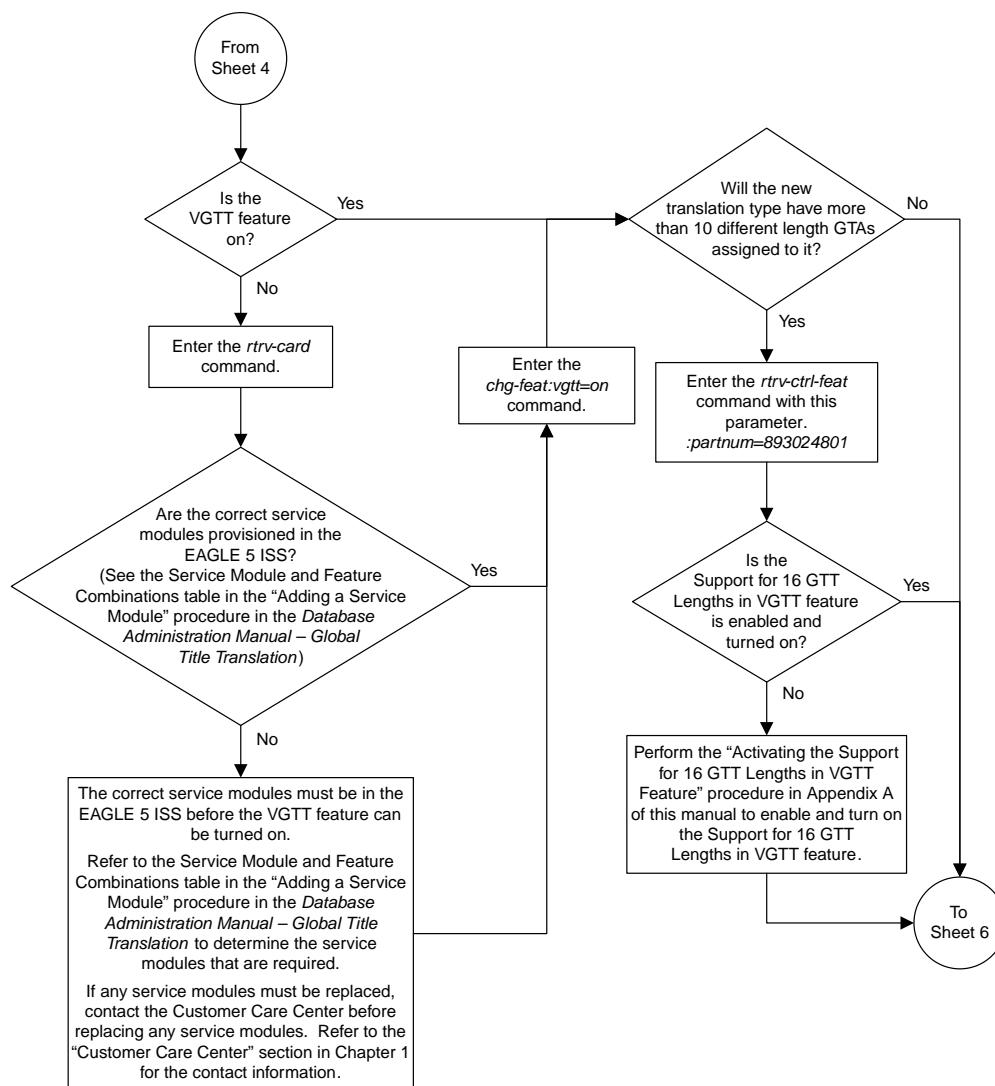 From
Sheet 4
Is the
VGTT feature
on?
Yes
No
Enter the rtrv-card
command.
Are the correct service
modules provisioned in the
EAGLE 5 ISS?
(See the Service Module and Feature
Combinations table in the “Adding a Service
Module” procedure in the Database
Administration Manual – Global
Title Translation)
Yes
No
The correct service modules must be in the
EAGLE 5 ISS before the VGTT feature can
be turned on.
Refer to the Service Module and Feature
Combinations table in the “Adding a Service
Module” procedure in the Database
Administration Manual – Global Title
Translation to determine the service
modules that are required.
If any service modules must be replaced,
contact the Customer Care Center before
replacing any service modules. Refer to the
“Customer Care Center” section in Chapter 1
for the contact information.
Enter the
chg-feat:vgtt=on
command.
Will the new
translation type have more
than 10 different length GTAs
assigned to it?
No
Yes
Enter the rtrv-ctrl-feat
command with this
parameter.
:partnum=893024801
Is the
Support for 16 GTT
Lengths in VGTT feature
is enabled and
turned on?
Yes
No
Perform the “Activating the Support
for 16 GTT Lengths in VGTT
Feature” procedure in Appendix A
of this manual to enable and turn on
the Support for 16 GTT
Lengths in VGTT feature.
To
Sheet 6